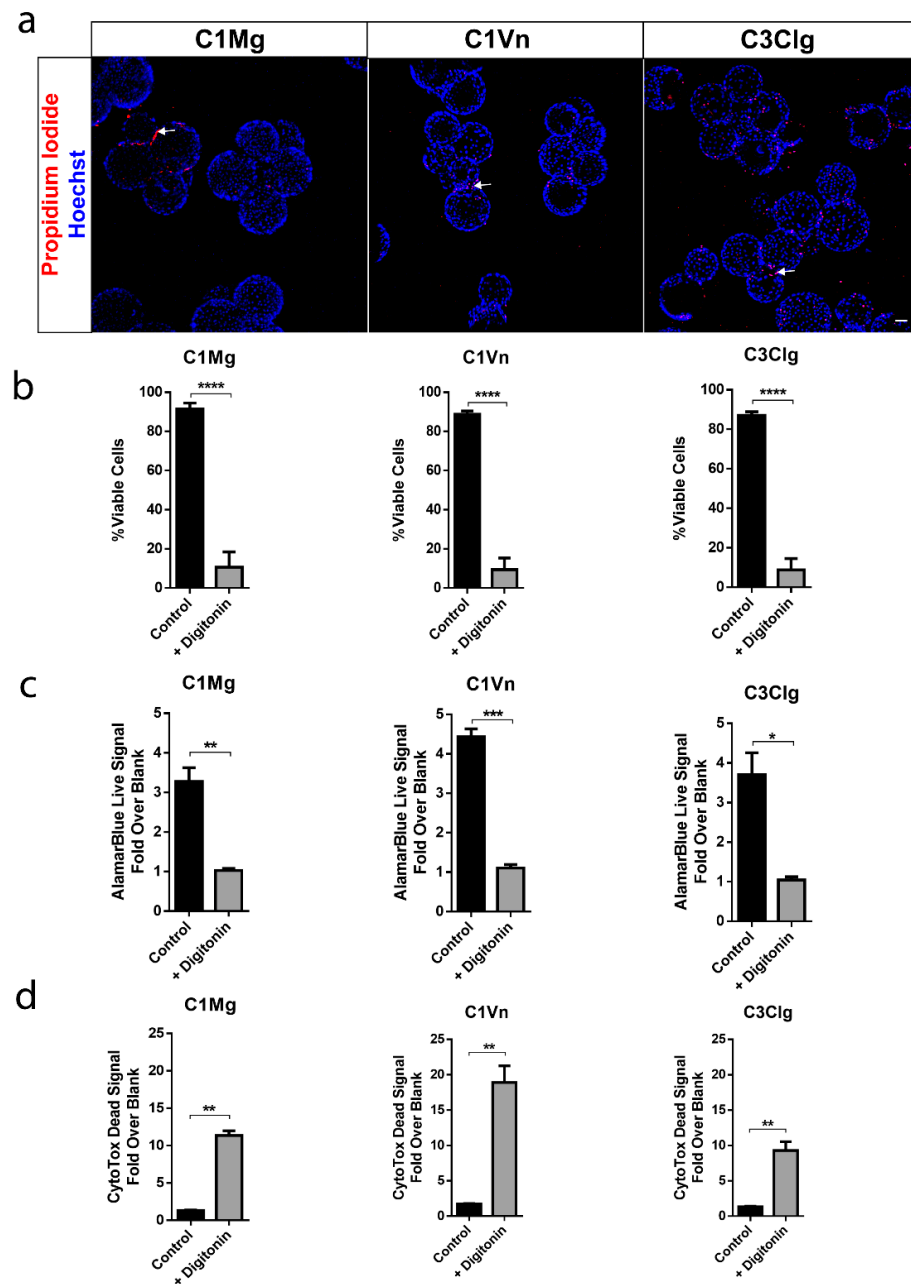 a
C1Mg
C1Vn
C3Clg
Propidium Iodide
Hoechst
b
C1Mg
C1Vn
C3Clg
%Viable Cells
100
80
60
40
20
0
****
Control
+ Digitonin
%Viable Cells
100
80
60
40
20
0
****
Control
+ Digitonin
%Viable Cells
100
80
60
40
20
0
****
Control
+ Digitonin
c
C1Mg
C1Vn
C3Clg
AlamarBlue Live Signal
Fold Over Blank
5
4
3
2
1
0
**
Control
+ Digitonin
AlamarBlue Live Signal
Fold Over Blank
5
4
3
2
1
0
***
Control
+ Digitonin
AlamarBlue Live Signal
Fold Over Blank
5
4
3
2
1
0
*
Control
+ Digitonin
d
C1Mg
C1Vn
C3Clg
CytoTox Dead Signal
Fold Over Blank
25
20
15
10
5
0
**
Control
+ Digitonin
CytoTox Dead Signal
Fold Over Blank
25
20
15
10
5
0
**
Control
+ Digitonin
CytoTox Dead Signal
Fold Over Blank
25
20
15
10
5
0
**
Control
+ Digitonin